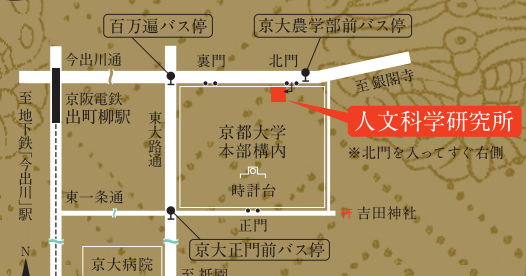 百万遍バス停
京大農学部前バス停
今出川通
裏門
北門
至銀閣寺
京阪電鉄
出町柳駅
至地下鉄「今出川」駅
東大路通
人文科学研究所
京都大学
本部構内
※北門を入ってすぐ右側
時計台
東一条通
正門
吉田神社
京大正門前バス停
N
京大病院
至祇園